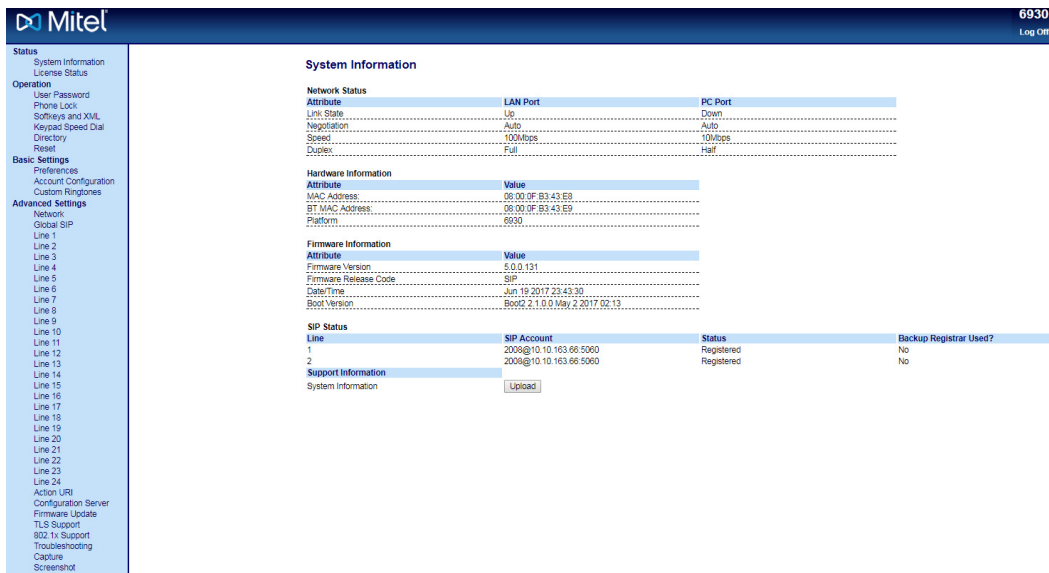 Mitel
6930
Log Off
Status
System Information
License Status
Operation
User Password
Phone Lock
Softkeys and XML
Keypad Speed Dial
Directory
Reset
Basic Settings
Preferences
Account Configuration
Custom Ringtones
Advanced Settings
Network
Global SIP
Line 1
Line 2
Line 3
Line 4
Line 5
Line 6
Line 7
Line 8
Line 9
Line 10
Line 11
Line 12
Line 13
Line 14
Line 15
Line 16
Line 17
Line 18
Line 19
Line 20
Line 21
Line 22
Line 23
Line 24
Action URI
Configuration Server
Firmware Update
TLS Support
802.1x Support
Troubleshooting
Capture
Screenshot
System Information
Network Status
Attribute LAN Port PC Port
Link State Up Down
Negotiation Auto Auto
Speed 100Mbps 10Mbps
Duplex Full Half
Hardware Information
Attribute Value
MAC Address: 08:00:0F:B3:43:E8
BT MAC Address: 08:00:0F:B3:43:E9
Platform 6930
Firmware Information
Attribute Value
Firmware Version 5.0.0.131
Firmware Release Code SIP
Date/Time Jun 19 2017 23:43:30
Boot Version Boot2 2.1.0.0 May 2 2017 02:13
SIP Status
Line SIP Account Status Backup Registrar Used?
1 2008@10.10.163.66:5060 Registered No
2 2008@10.10.163.66:5060 Registered No
Support Information
System Information Upload